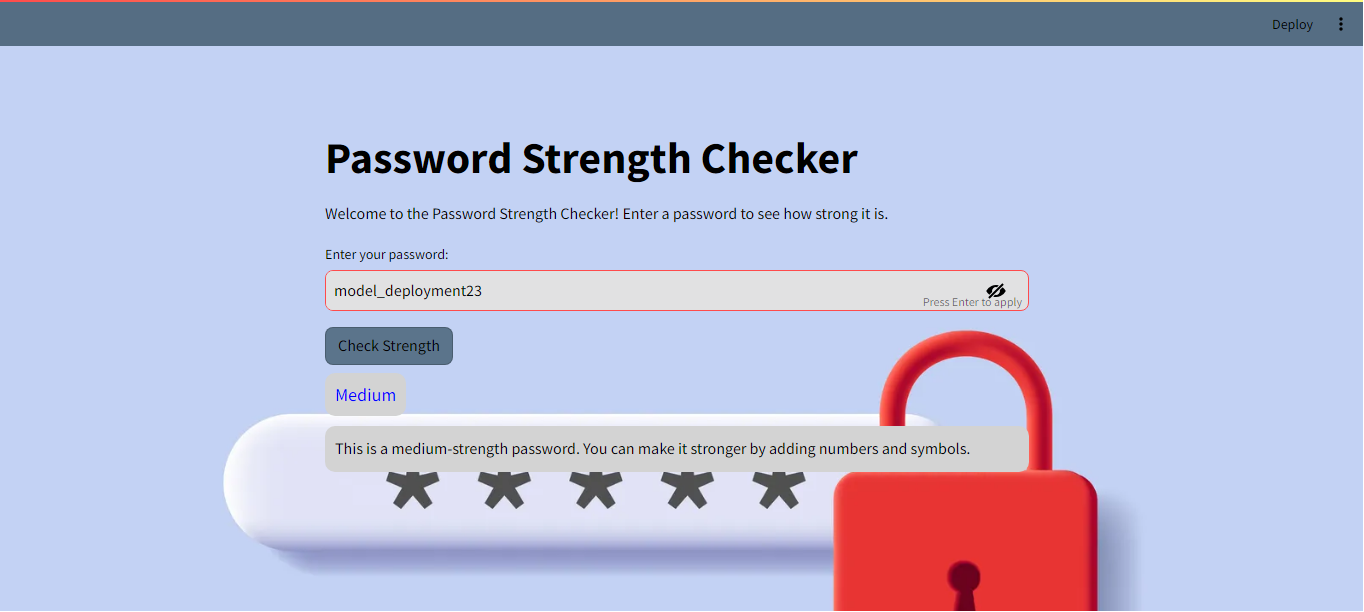 Deploy
Password Strength Checker
Welcome to the Password Strength Checker! Enter a password to see how strong it is.
Enter your password:
model_deployment23
Press Enter to apply
Check Strength
Medium
This is a medium-strength password. You can make it stronger by adding numbers and symbols.
* * * * *